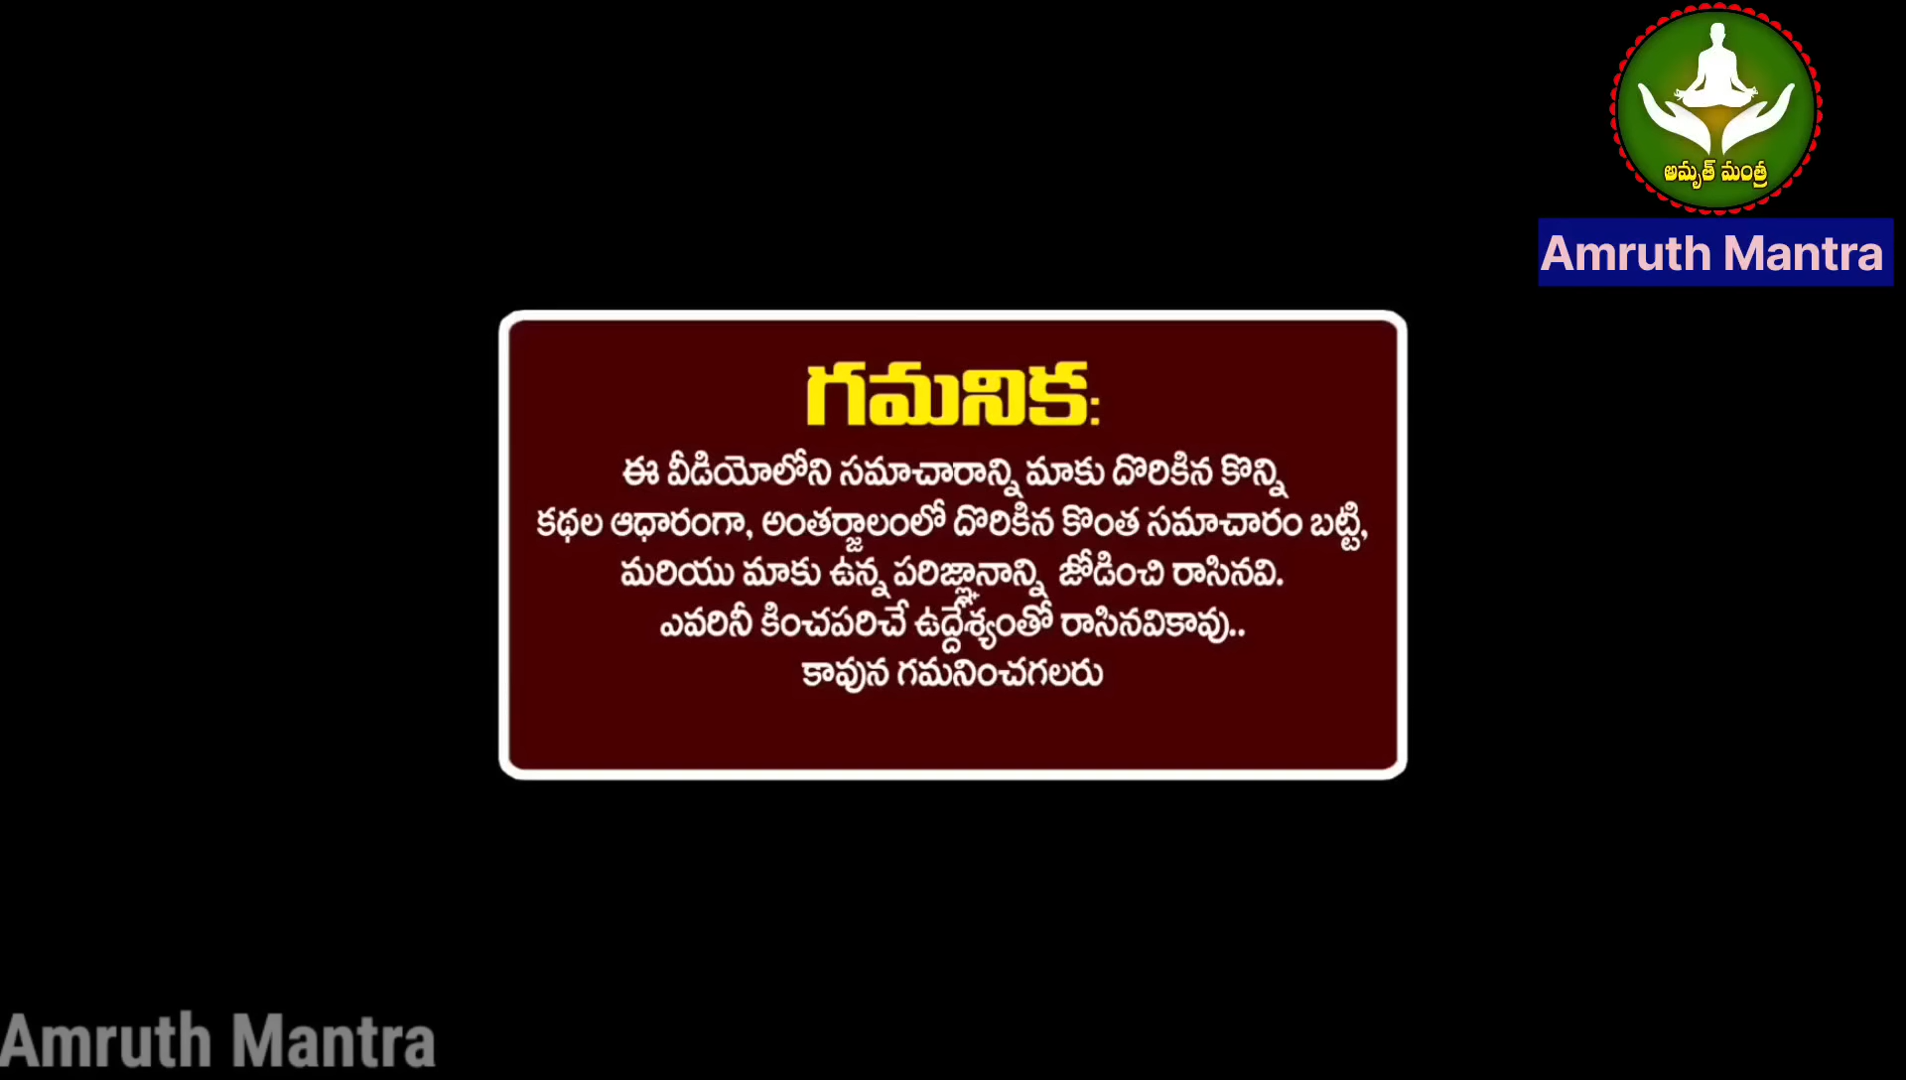 అమృత్ మంత్ర
Amruth Mantra
గమనిక:
ఈ వీడియోలోని సమాచారాన్ని మాకు దొరికిన కొన్ని
కథల ఆధారంగా, అంతర్జాలంలో దొరికిన కొంత సమాచారం బట్టి,
మరియు మాకు ఉన్న పరిజ్ఞానాన్ని జోడించి రాసినవి.
ఎవరినీ కించపరిచే ఉద్దేశ్యంతో రాసినవికావు..
కావున గమనించగలరు
Amruth Mantra